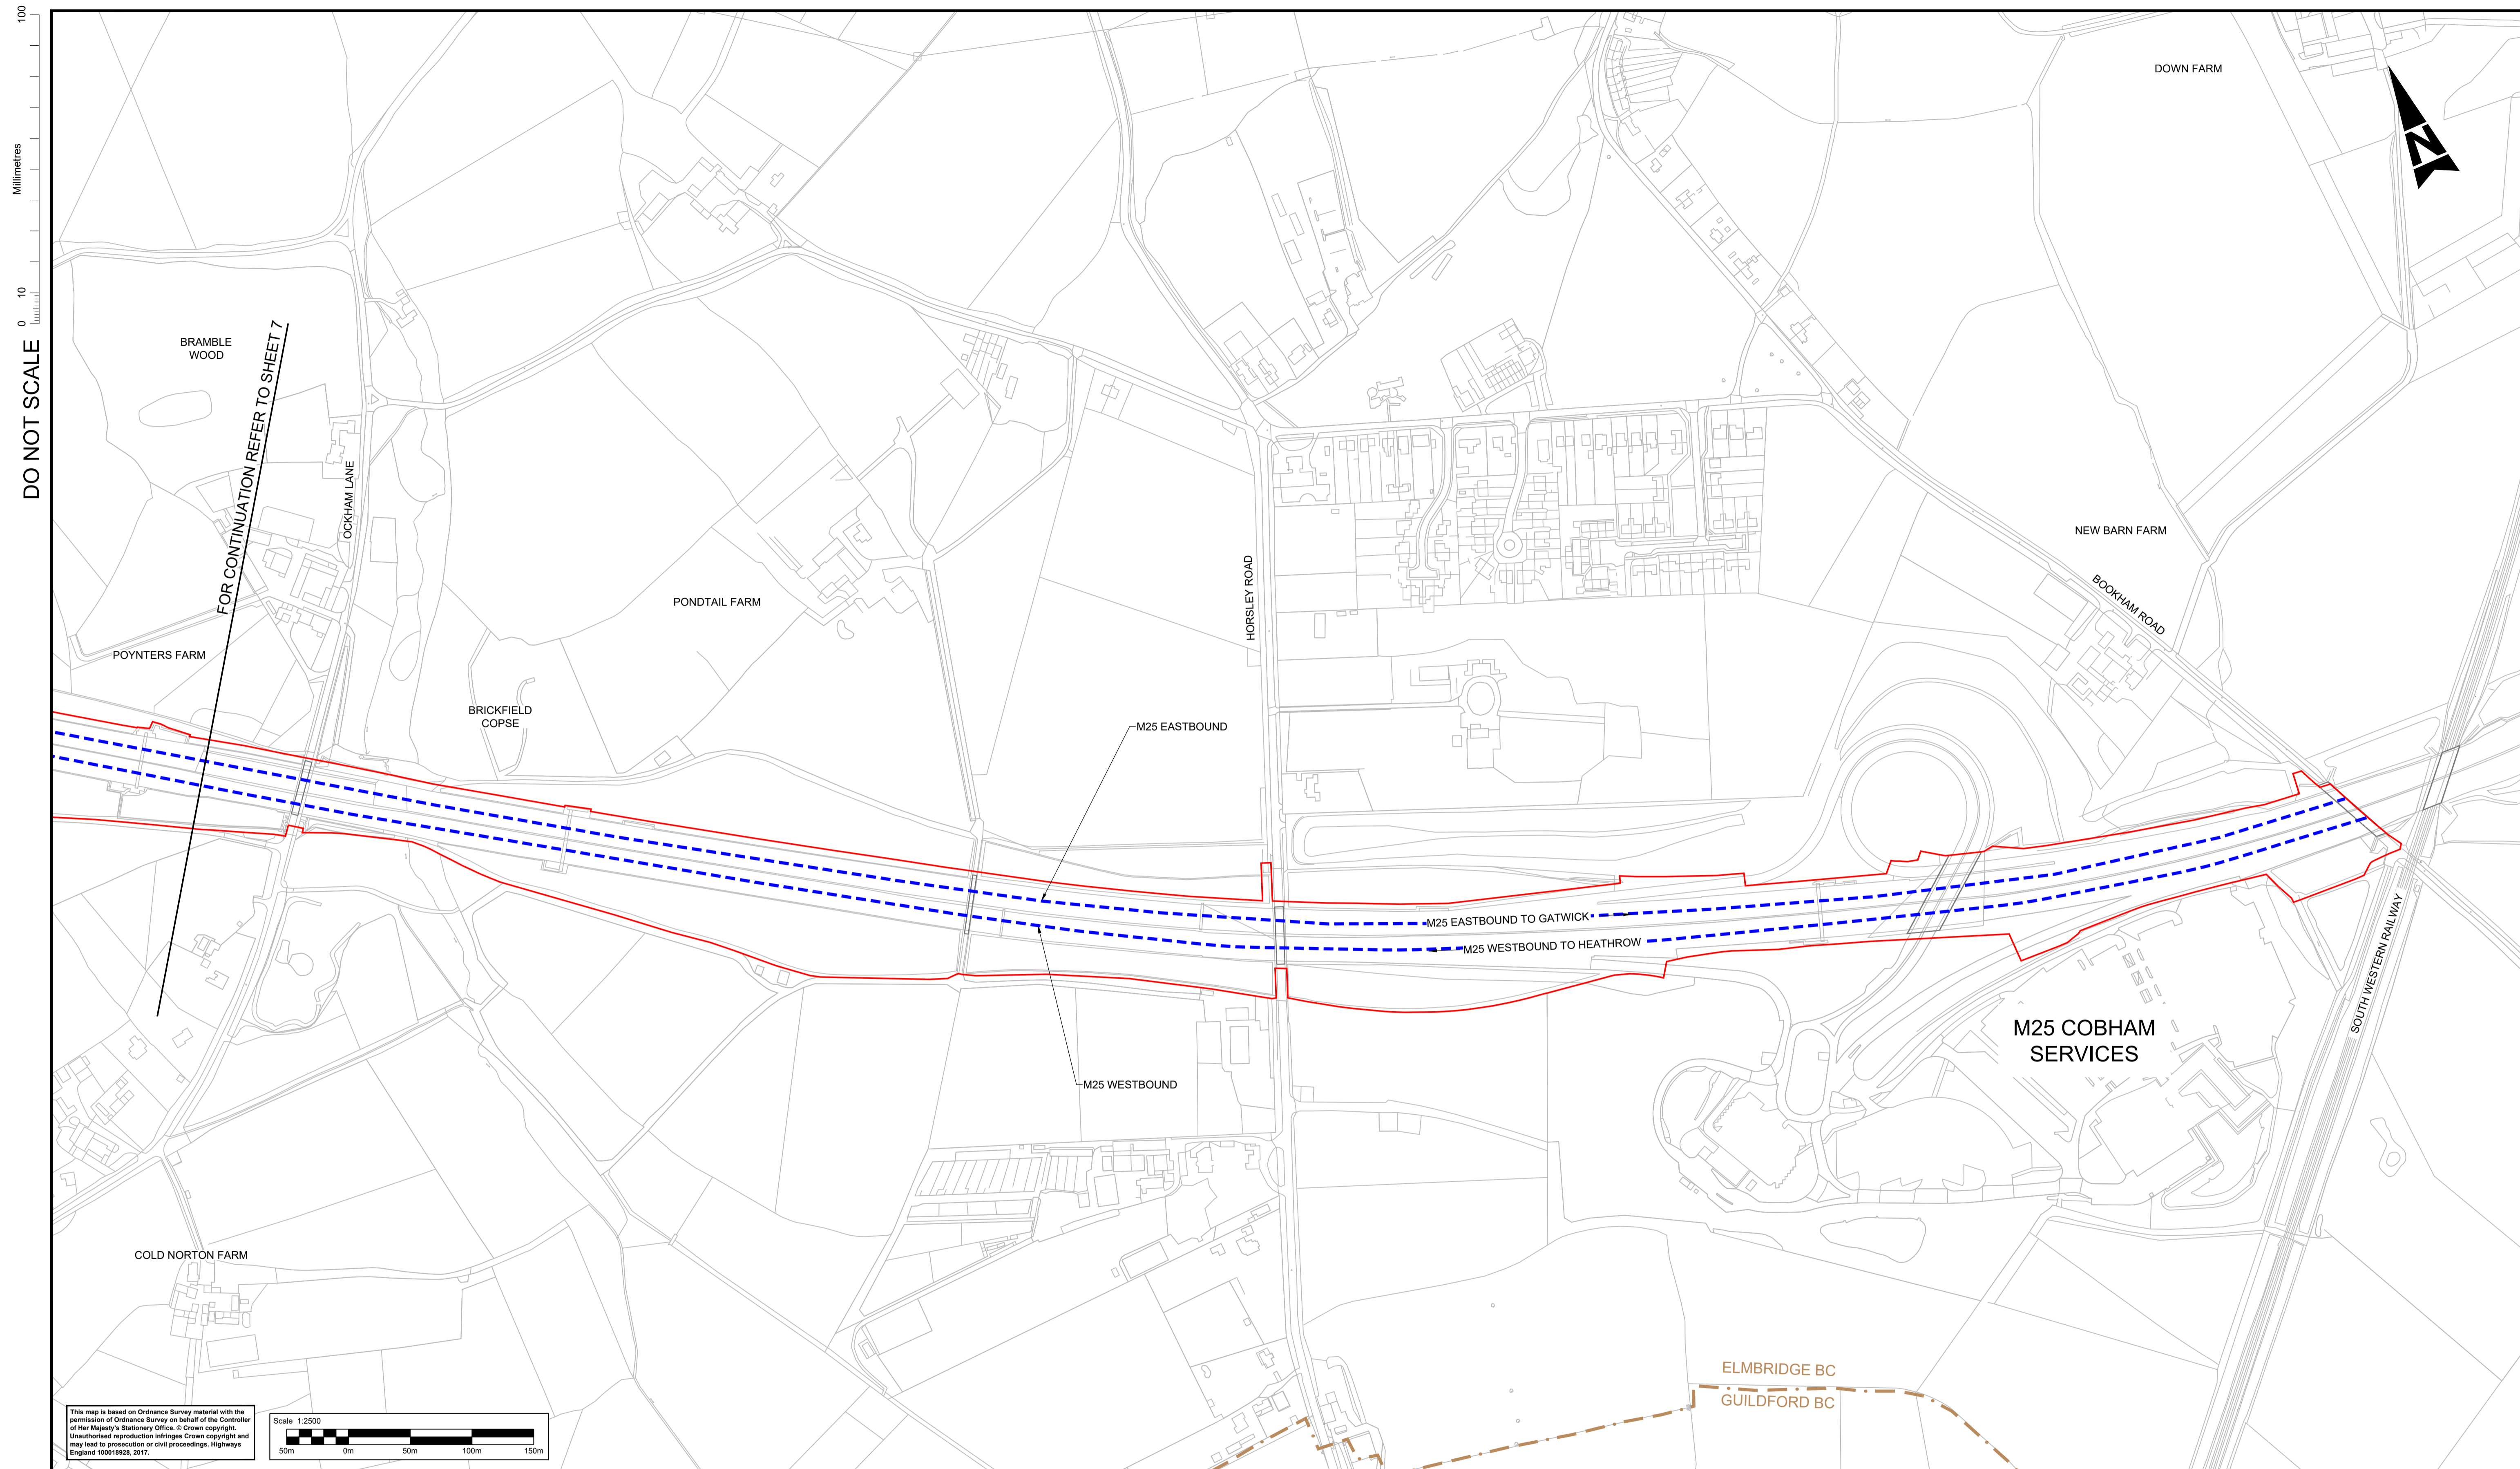 100
Millimetres
10
0
DO NOT SCALE
DOWN FARM
N
BRAMBLE
WOOD
FOR CONTINUATION REFER TO SHEET 7
OCKHAM LANE
POYNTERS FARM
PONDTAIL FARM
HORSLEY ROAD
NEW BARN FARM
BOOKHAM ROAD
BRICKFIELD
COPSE
M25 EASTBOUND
M25 EASTBOUND TO GATWICK
M25 WESTBOUND TO HEATHROW
SOUTH WESTERN RAILWAY
M25 COBHAM
SERVICES
M25 WESTBOUND
COLD NORTON FARM
ELMBRIDGE BC
GUILDFORD BC
This map is based on Ordnance Survey material with the
permission of Ordnance Survey on behalf of the Controller
of Her Majesty's Stationery Office. © Crown copyright.
Unauthorised reproduction infringes Crown copyright and
may lead to prosecution or civil proceedings. Highways
England 100018928, 2017.
Scale 1:2500
50m 0m 50m 100m 150m